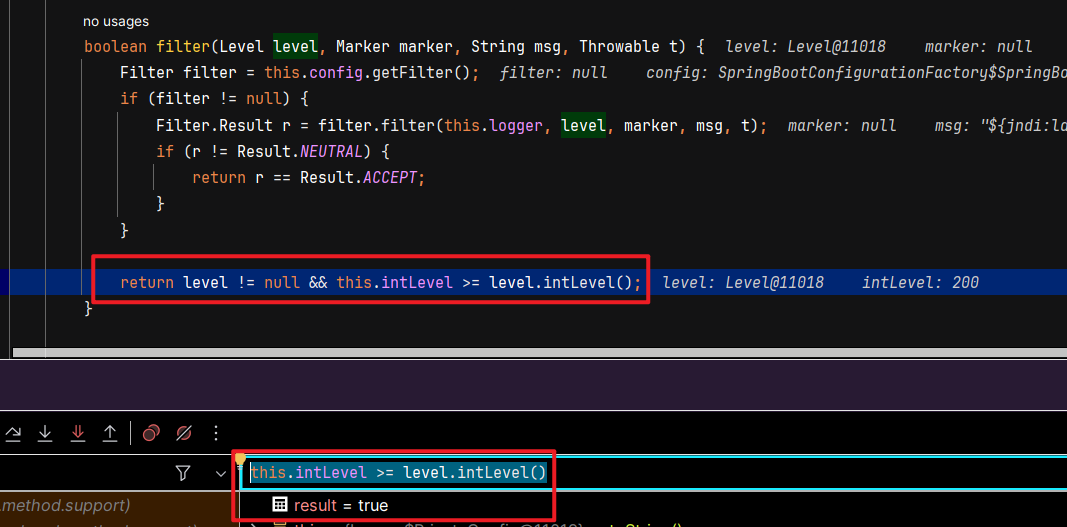 no usages
boolean filter(Level level, Marker marker, String msg, Throwable t) { level: Level@11018 marker: null
Filter filter = this.config.getFilter(); filter: null config: SpringBootConfigurationFactory$SpringBo
if (filter != null) {
Filter.Result r = filter.filter(this.logger, level, marker, msg, t); marker: null msg: "${jndi:la
if (r != Result.NEUTRAL) {
return r == Result.ACCEPT;
}
}
return level != null && this.intLevel >= level.intLevel(); level: Level@11018 intLevel: 200
}
this.intLevel >= level.intLevel()
.method.support)
result = true